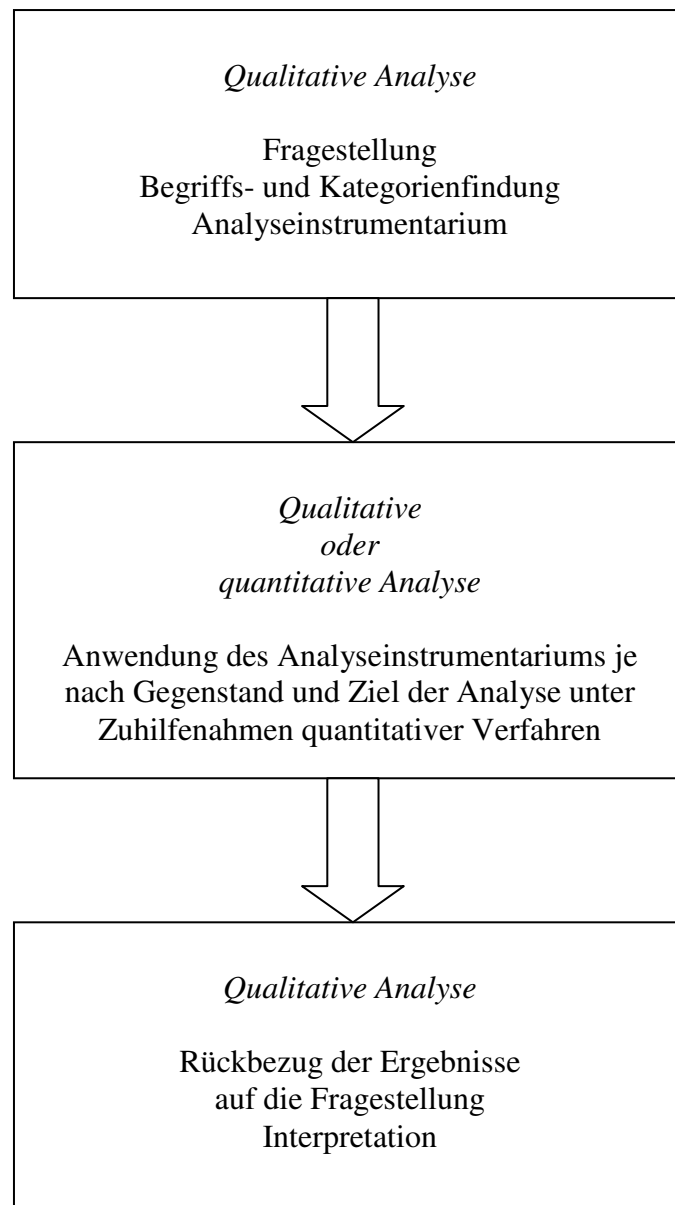 Qualitative Analyse
Fragestellung
Begriffs- und Kategorienfindung
Analyseinstrumentarium
Qualitative
oder
quantitative Analyse
Anwendung des Analyseinstrumentariums je
nach Gegenstand und Ziel der Analyse unter
Zuhilfenahmen quantitativer Verfahren
Qualitative Analyse
Rückbezug der Ergebnisse
auf die Fragestellung
Interpretation